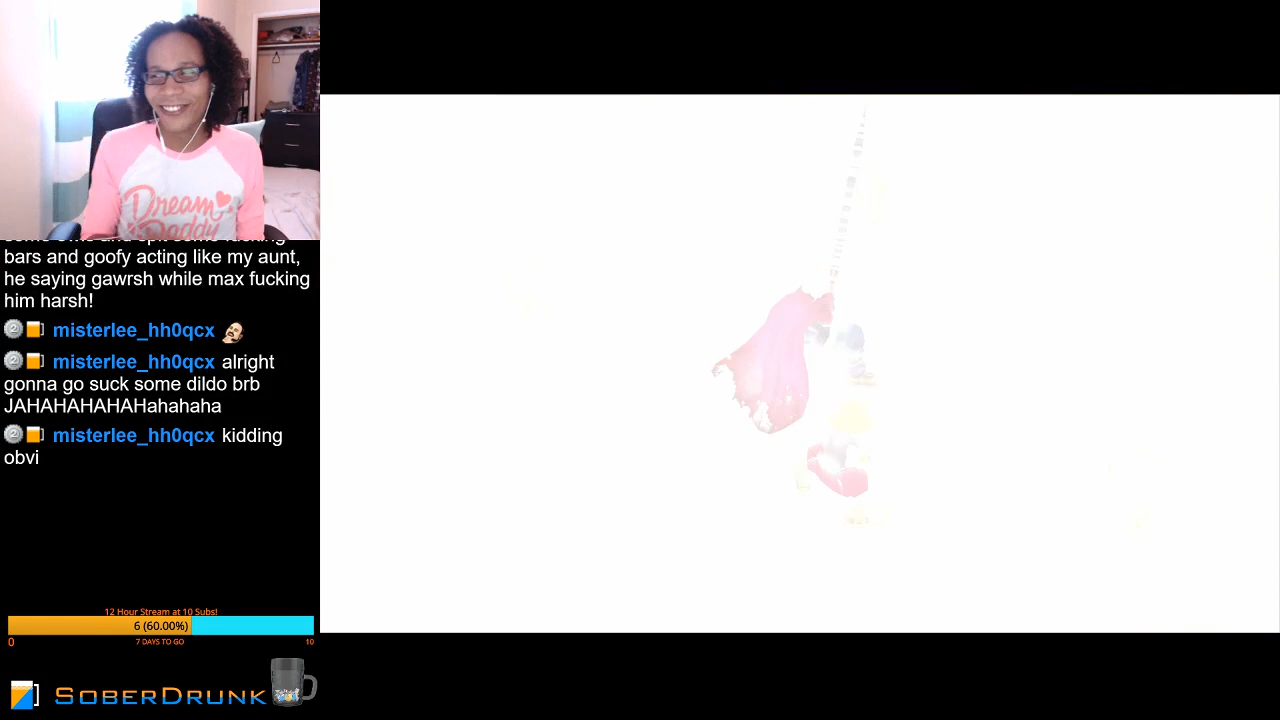 Dream
Daddy
bars and goofy acting like my aunt,
he saying gawrsh while max fucking
him harsh!
misterlee_hh0qcx
misterlee_hh0qcx alright
gonna go suck some dildo brb
JAHAHAHAHAHahahaha
misterlee_hh0qcx kidding
obvi
12 Hour Stream at 10 Subs!
6 (60.00%)
0 7 DAYS TO GO 10
SOBERDRUNK